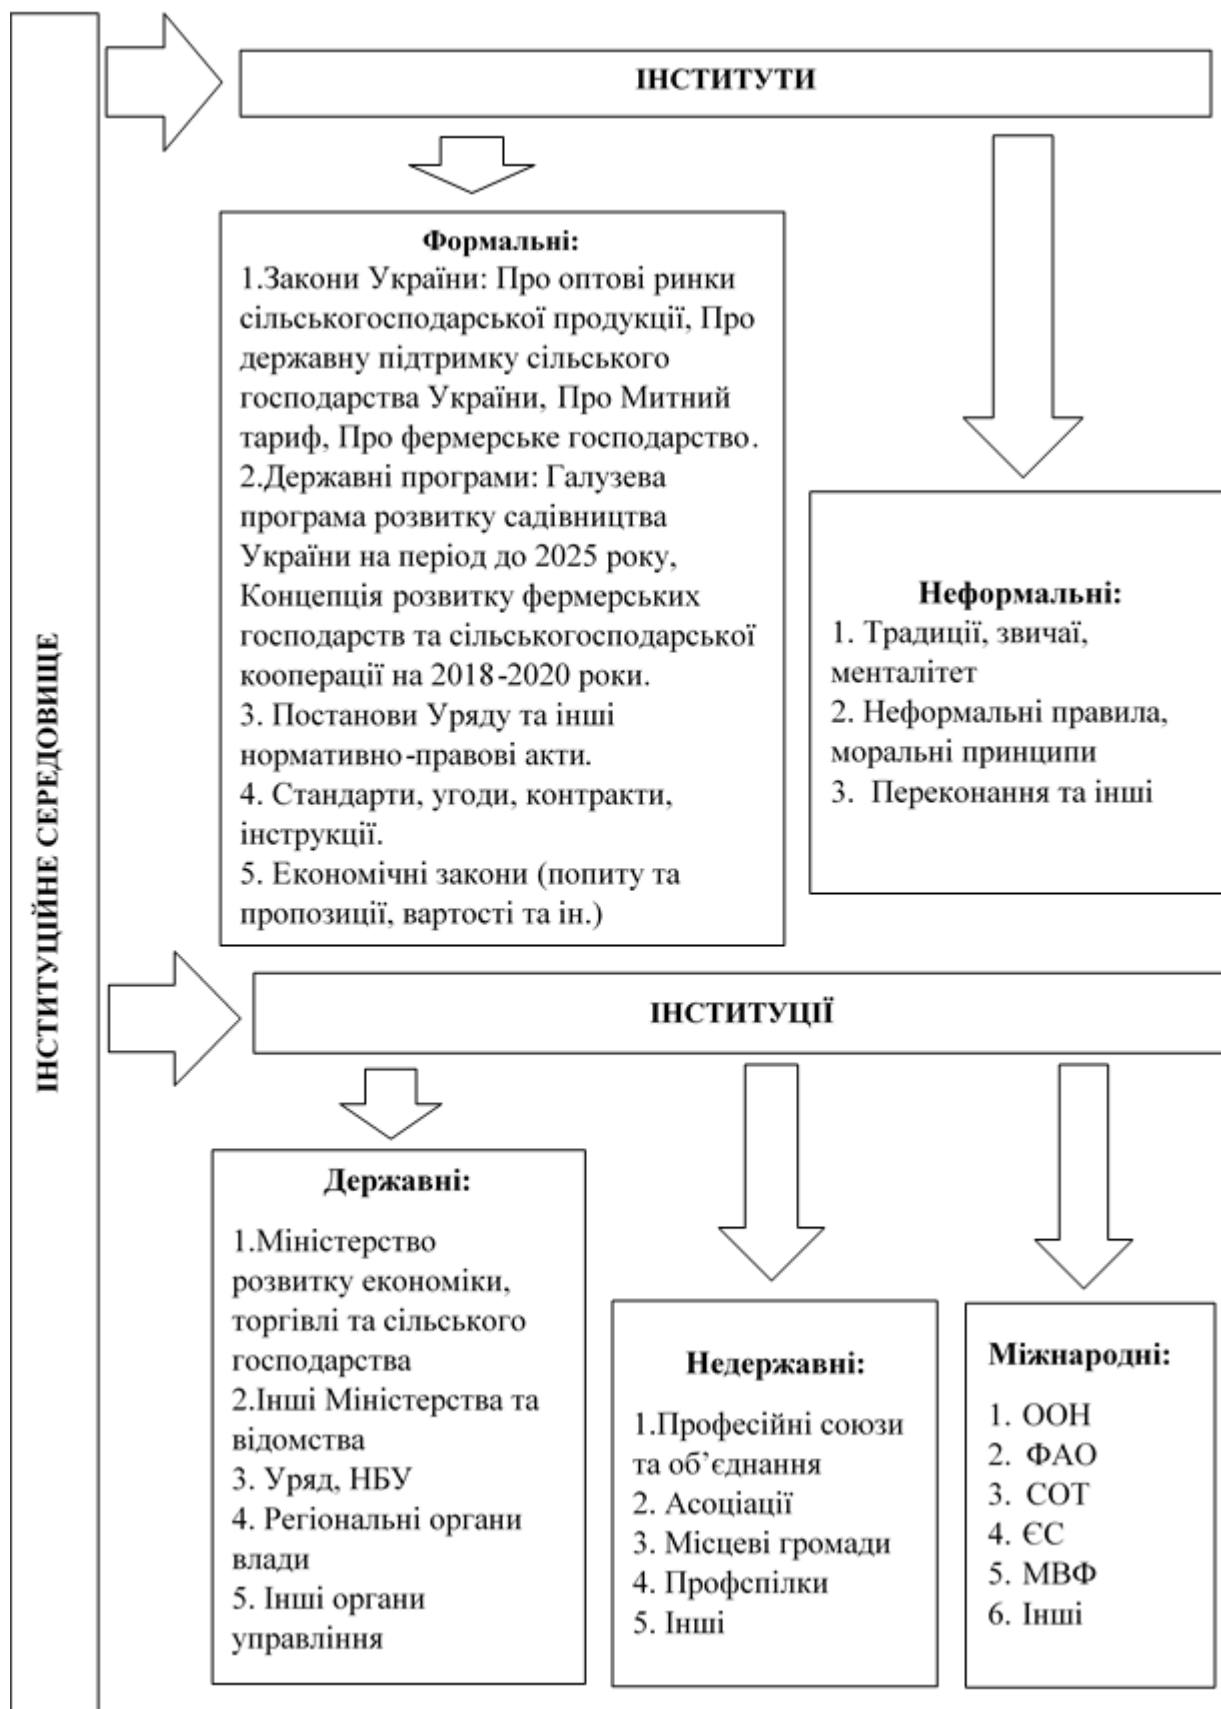 ІНСТИТУЦІЙНЕ СЕРЕДОВИЩЕ
ІНСТИТУТИ
Формальні:
1.Закони України: Про оптові ринки
сільськогосподарської продукції, Про
державну підтримку сільського
господарства України, Про Митний
тариф, Про фермерське господарство.
2.Державні програми: Галузева
програма розвитку садівництва
України на період до 2025 року,
Концепція розвитку фермерських
господарств та сільськогосподарської
кооперації на 2018-2020 роки.
3. Постанови Уряду та інші
нормативно-правові акти.
4. Стандарти, угоди, контракти,
інструкції.
5. Економічні закони (попиту та
пропозиції, вартості та ін.)
Неформальні:
1. Традиції, звичаї,
менталітет
2. Неформальні правила,
моральні принципи
3. Переконання та інші
ІНСТИТУЦІЇ
Державні:
1.Міністерство
розвитку економіки,
торгівлі та сільського
господарства
2.Інші Міністерства та
відомства
3. Уряд, НБУ
4. Регіональні органи
влади
5. Інші органи
управління
Недержавні:
1.Професійні союзи
та об’єднання
2. Асоціації
3. Місцеві громади
4. Профспілки
5. Інші
Міжнародні:
1. ООН
2. ФАО
3. СОТ
4. ЄС
5. МВФ
6. Інші